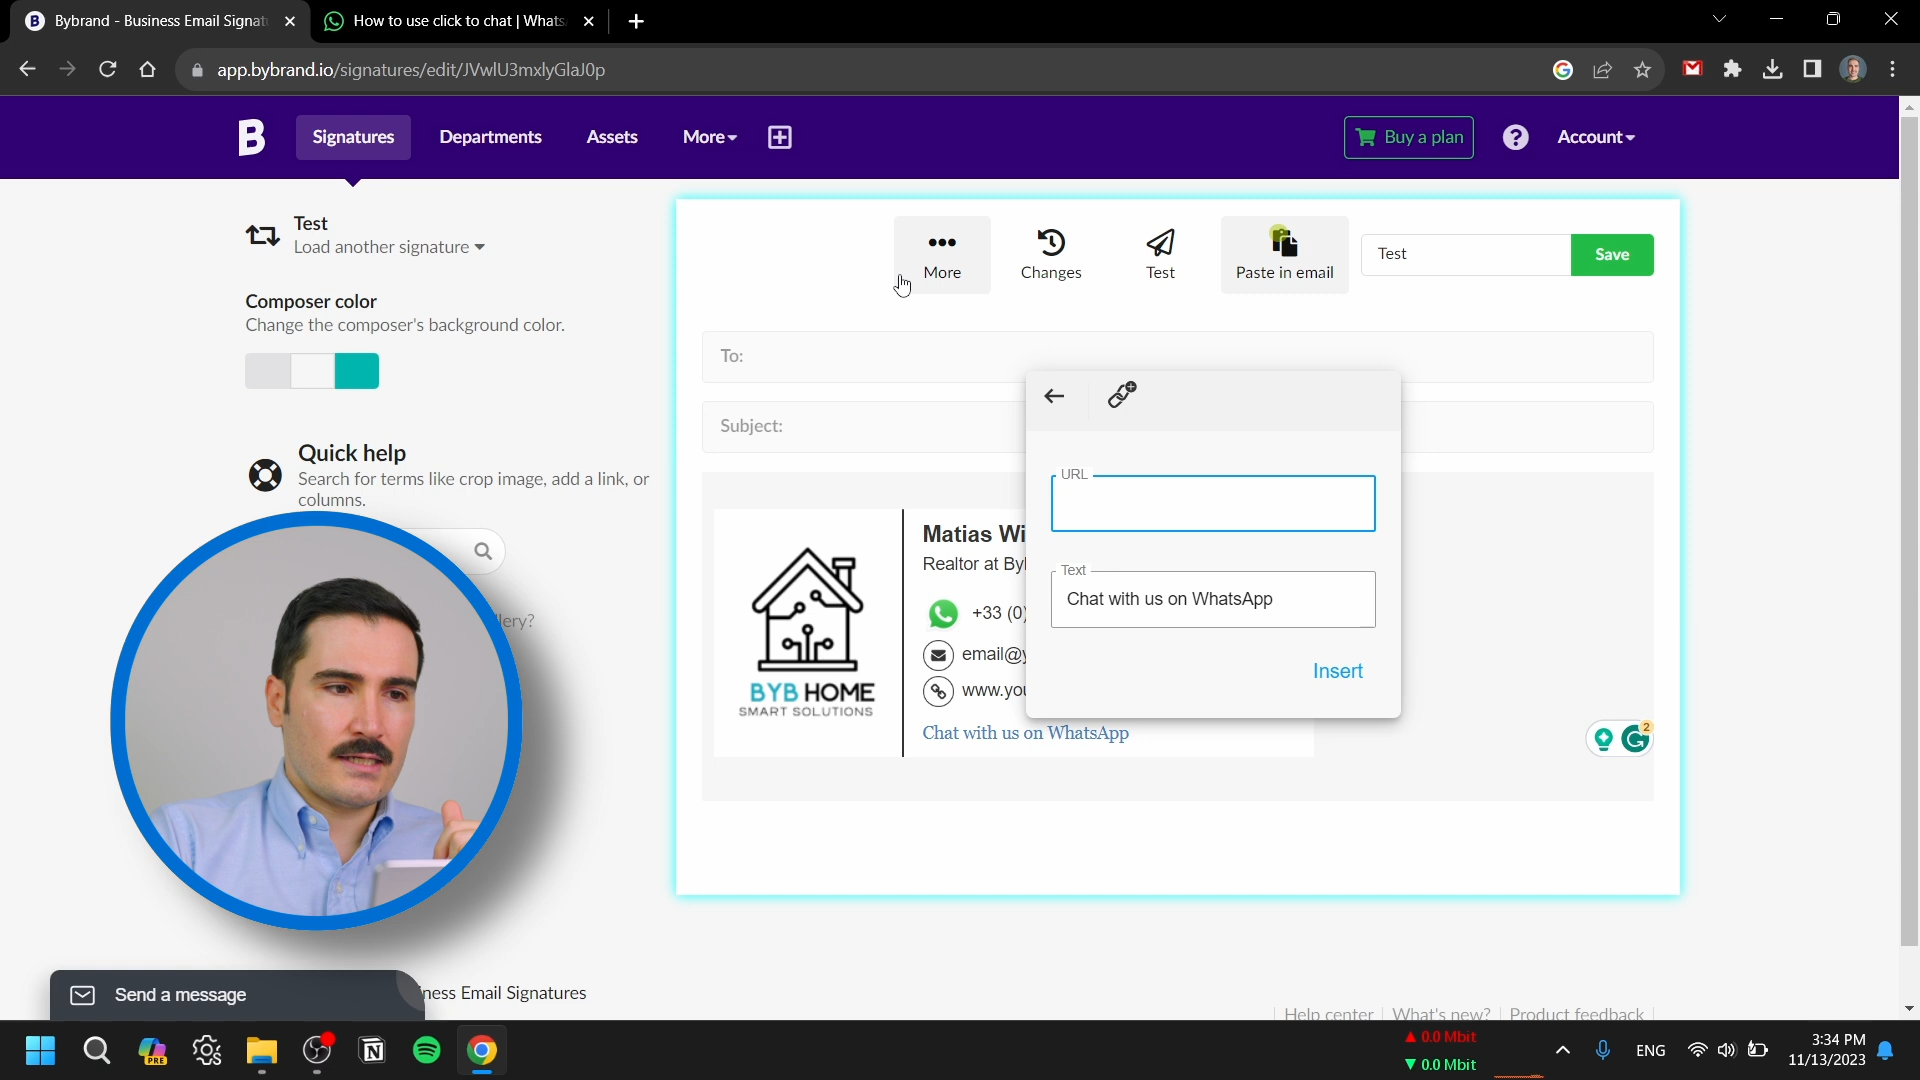 Bybrand - Business Email Signat
How to use click to chat | Whats
app.bybrand.io/signatures/edit/JVwlU3mxlyGlaJ0p
B
Signatures
Departments
Assets
More
Buy a plan
?
Account
Test
Load another signature
Composer color
Change the composer's background color.
Quick help
Search for terms like crop image, add a link, or
columns.
lery?
More
Changes
Test
Paste in email
Test
Save
To:
Subject:
BYB HOME
SMART SOLUTIONS
Matias Wi
Realtor at Byl
+33 (0)
email@y
www.you
Chat with us on WhatsApp
URL
Text
Chat with us on WhatsApp
Insert
2
Send a message
ness Email Signatures
Help center
What's new?
Product feedback
PRE
0.0 Mbit
0.0 Mbit
ENG
3:34 PM
11/13/2023